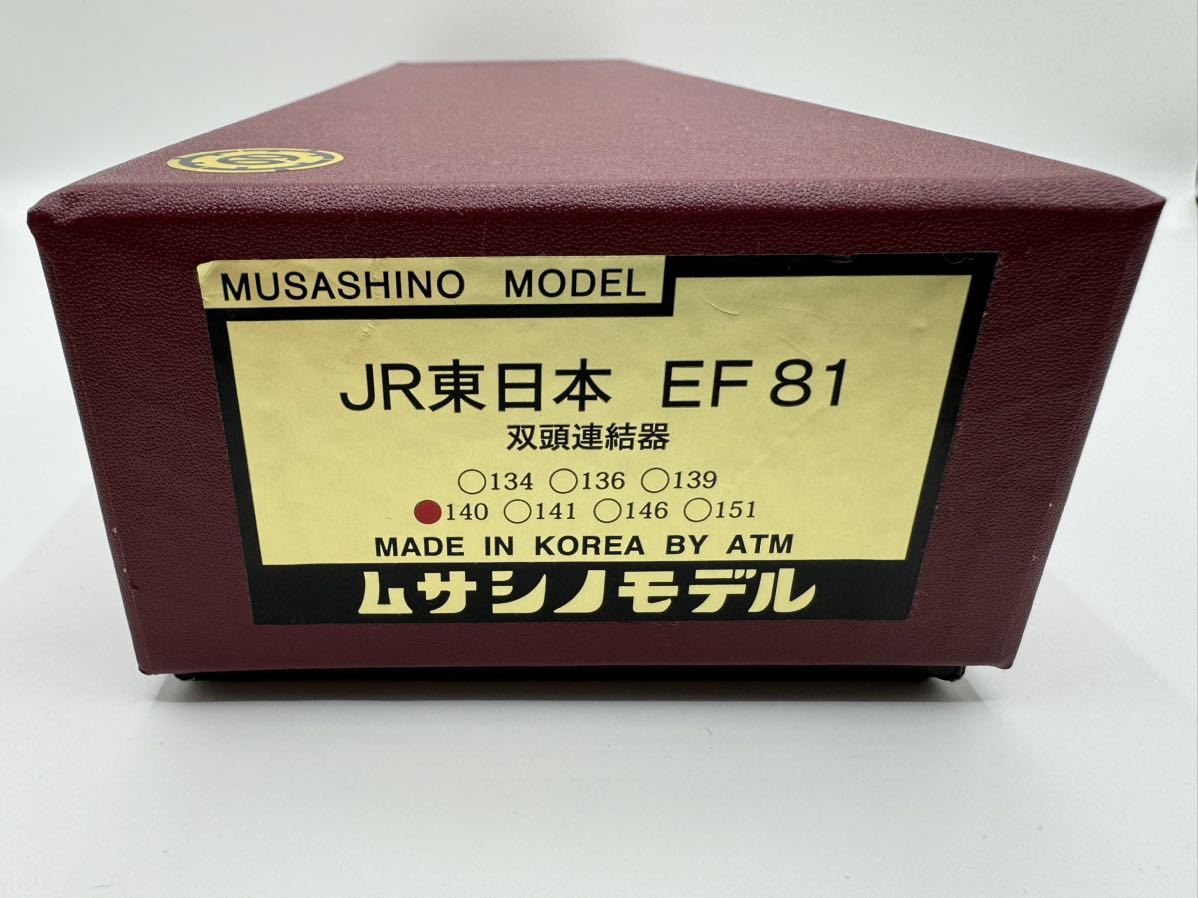 MUSASHINO MODEL
JR東日本 EF81
双頭連結器
○134 ○136 ○139
●140 ○141 ○146 ○151
MADE IN KOREA BY ATM
ムサシノモデル